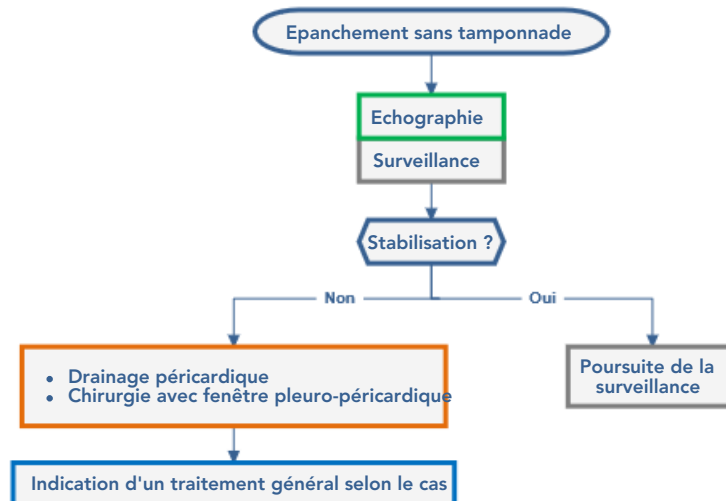 Epanchement sans tamponnade
Echographie
Surveillance
Stabilisation ?
Non
Oui
• Drainage péricardique
• Chirurgie avec fenêtre pleuro-péricardique
Poursuite de la
surveillance
Indication d'un traitement général selon le cas